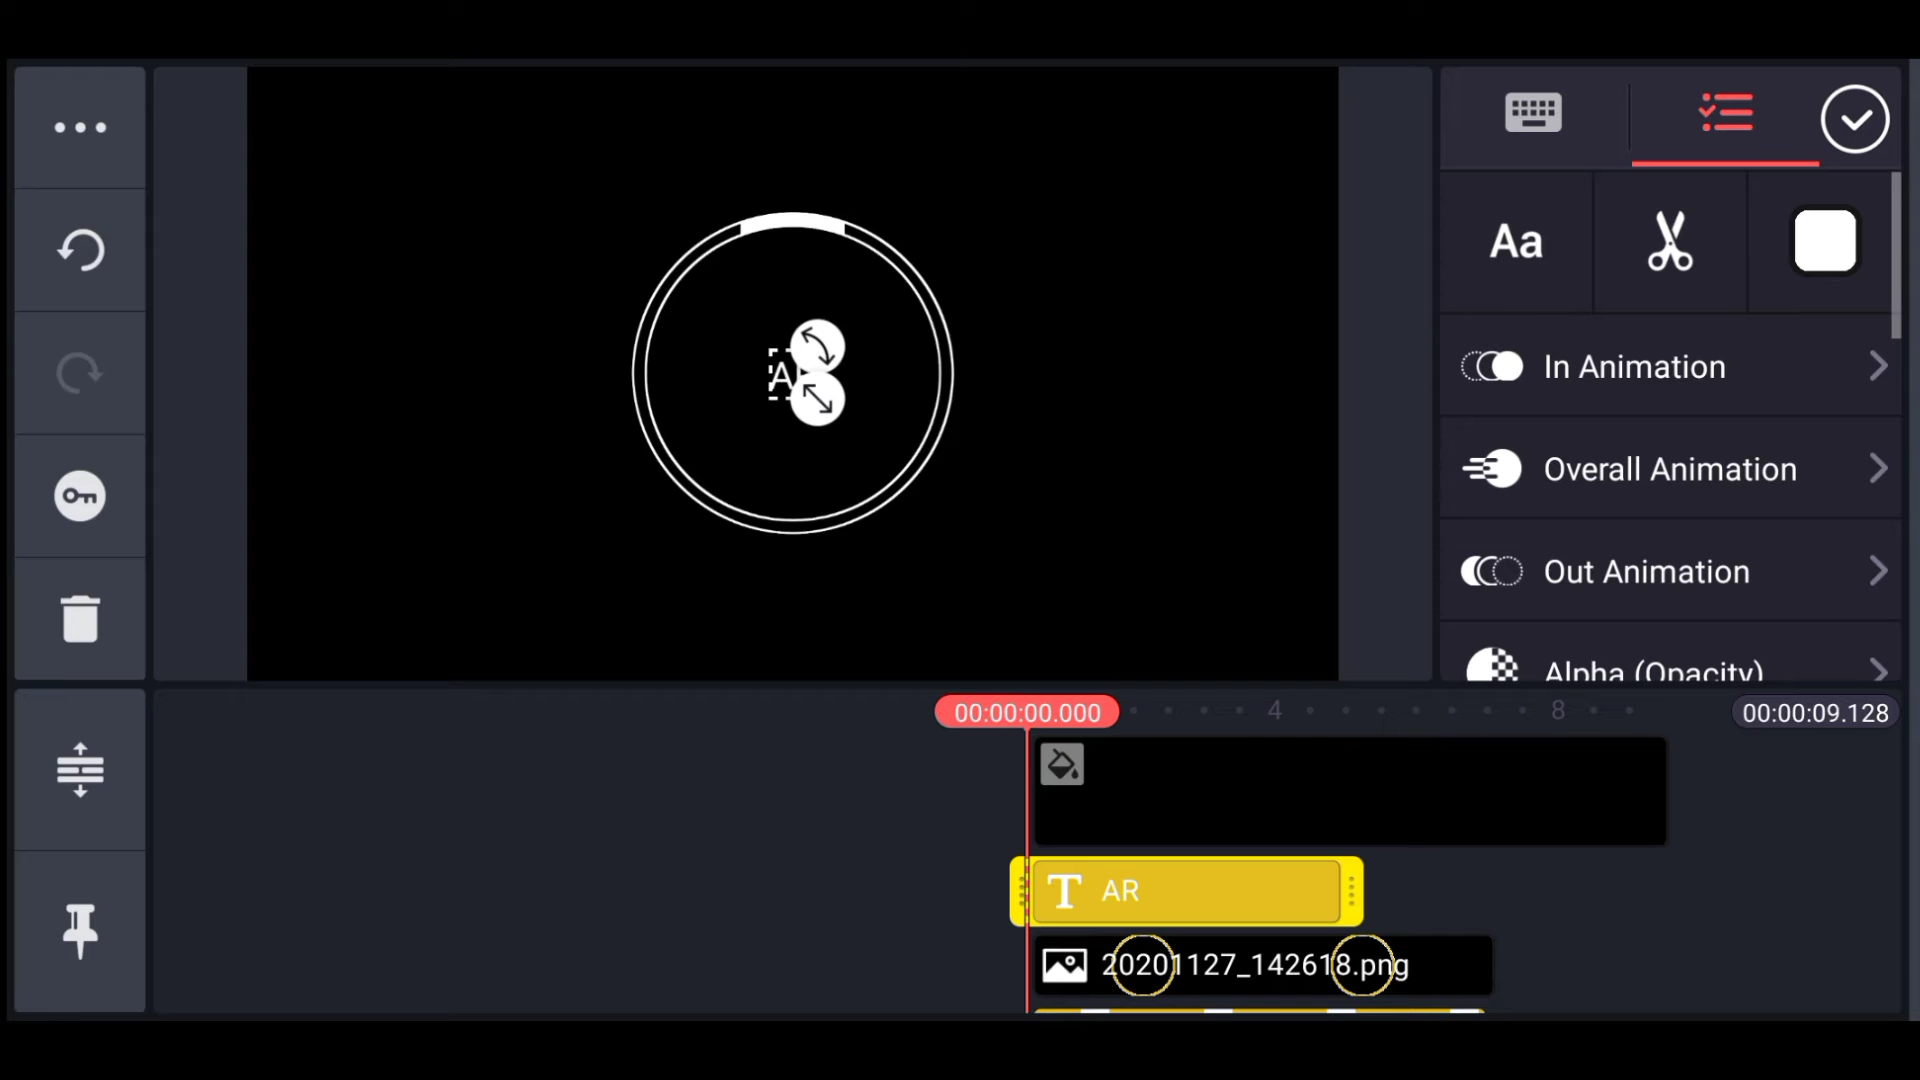 Aa
In Animation
Overall Animation
Out Animation
Alpha (Opacity)
00:00:00.000
4
8
00:00:09.128
T AR
20201127_142618.png